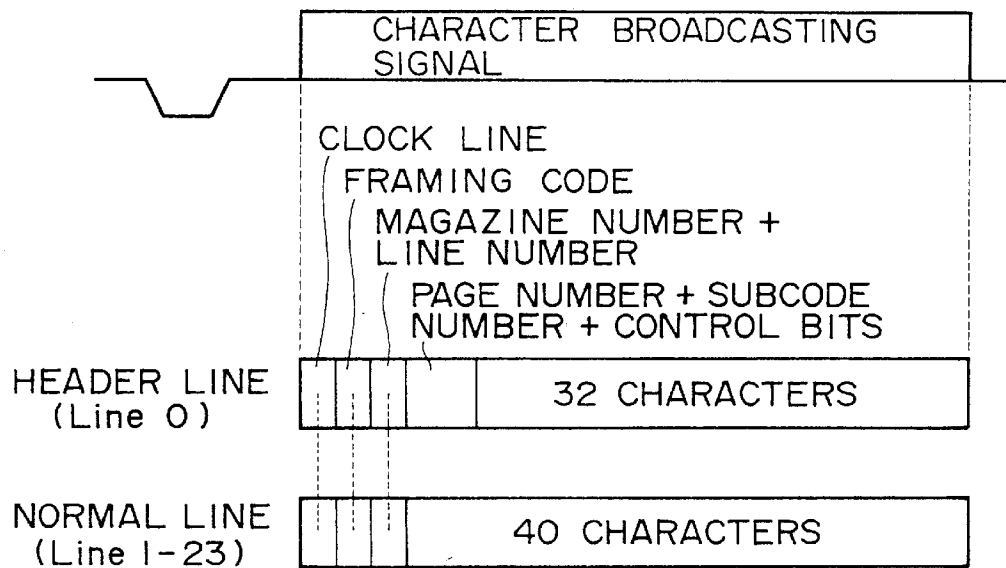 CHARACTER BROADCASTING
SIGNAL
CLOCK LINE
FRAMING CODE
MAGAZINE NUMBER +
LINE NUMBER
PAGE NUMBER + SUBCODE
NUMBER + CONTROL BITS
HEADER LINE
(Line 0)
32 CHARACTERS
NORMAL LINE
(Line 1-23)
40 CHARACTERS